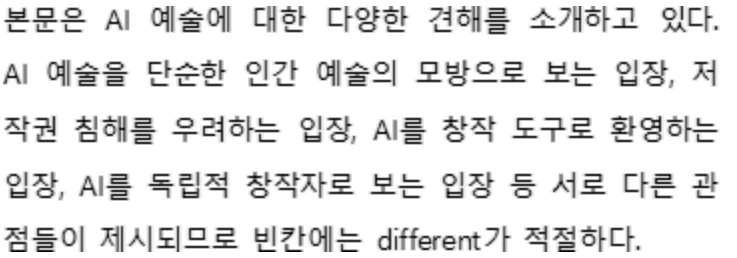 본문은 AI 예술에 대한 다양한 견해를 소개하고 있다.
AI 예술을 단순한 인간 예술의 모방으로 보는 입장, 저
작권 침해를 우려하는 입장, AI를 창작 도구로 환영하는
입장, AI를 독립적 창작자로 보는 입장 등 서로 다른 관
점들이 제시되므로 빈칸에는 different가 적절하다.